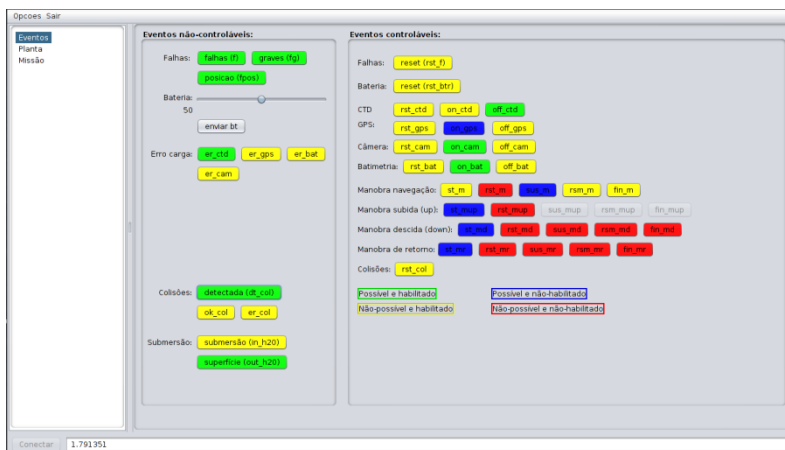 Opcoes Sair
Eventos
Planta
Missão
Eventos não-controláveis:
Falhas: falhas (f) graves (fg)
posicao (fpos)
Bateria:
50
enviar bt
Erro carga: er_ctd er_gps er_bat
er_cam
Colisões: detectada (dt_col)
ok_col er_col
Submersão: submersão (in_h20)
superfície (out_h20)
Eventos controláveis:
Falhas: reset (rst_f)
Bateria: reset (rst_btr)
CTD rst_ctd on_ctd off_ctd
GPS: rst_gps on_gps off_gps
Câmera: rst_cam on_cam off_cam
Batimetria: rst_bat on_bat off_bat
Manobra navegação: st_m rst_m sus_m rsm_m fin_m
Manobra subida (up): st_mup rst_mup sus_mup rsm_mup fin_mup
Manobra descida (down): st_md rst_md sus_md rsm_md fin_md
Manobra de retorno: st_mr rst_mr sus_mr rsm_mr fin_mr
Colisões: rst_col
Possível e habilitado Possível e não-habilitado
Não-possível e habilitado Não-possível e não-habilitado
Conectar 1.791351